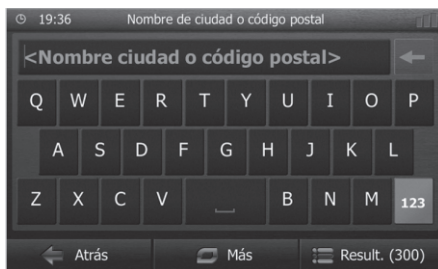 19:36 Nombre de ciudad o código postal
<Nombre ciudad o código postal>
Q W E R T Y U I O P
A S D F G H J K L
Z X C V B N M 123
Atrás Más Result. (300)